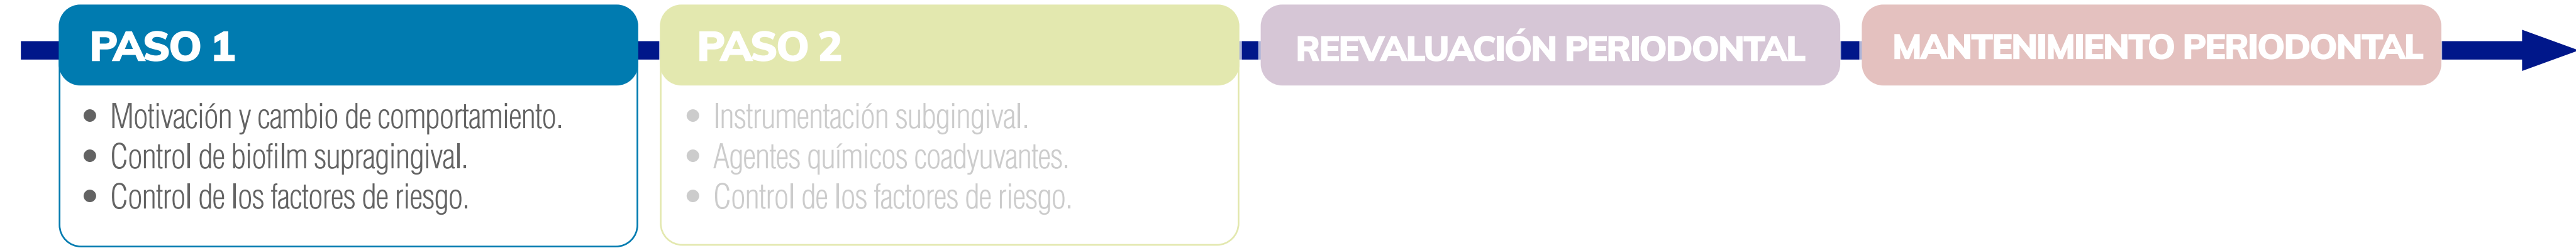 PASO 1
• Motivación y cambio de comportamiento.
• Control de biofilm supragingival.
• Control de los factores de riesgo.
PASO 2
• Instrumentación subgingival.
• Agentes químicos coadyuvantes.
• Control de los factores de riesgo.
REEVALUACIÓN PERIODONTAL
MANTENIMIENTO PERIODONTAL